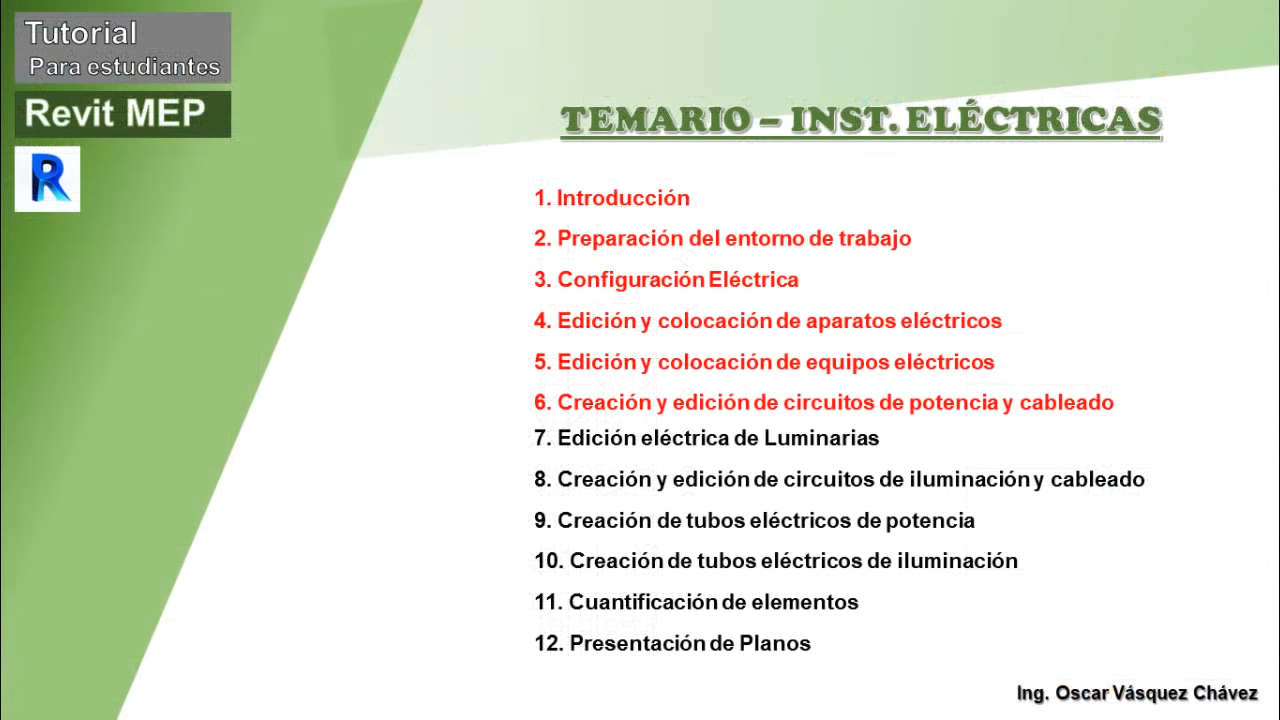 Tutorial
Para estudiantes
Revit MEP
R
TEMARIO – INST. ELÉCTRICAS
1. Introducción
2. Preparación del entorno de trabajo
3. Configuración Eléctrica
4. Edición y colocación de aparatos eléctricos
5. Edición y colocación de equipos eléctricos
6. Creación y edición de circuitos de potencia y cableado
7. Edición eléctrica de Luminarias
8. Creación y edición de circuitos de iluminación y cableado
9. Creación de tubos eléctricos de potencia
10. Creación de tubos eléctricos de iluminación
11. Cuantificación de elementos
12. Presentación de Planos
Ing. Oscar Vásquez Chávez